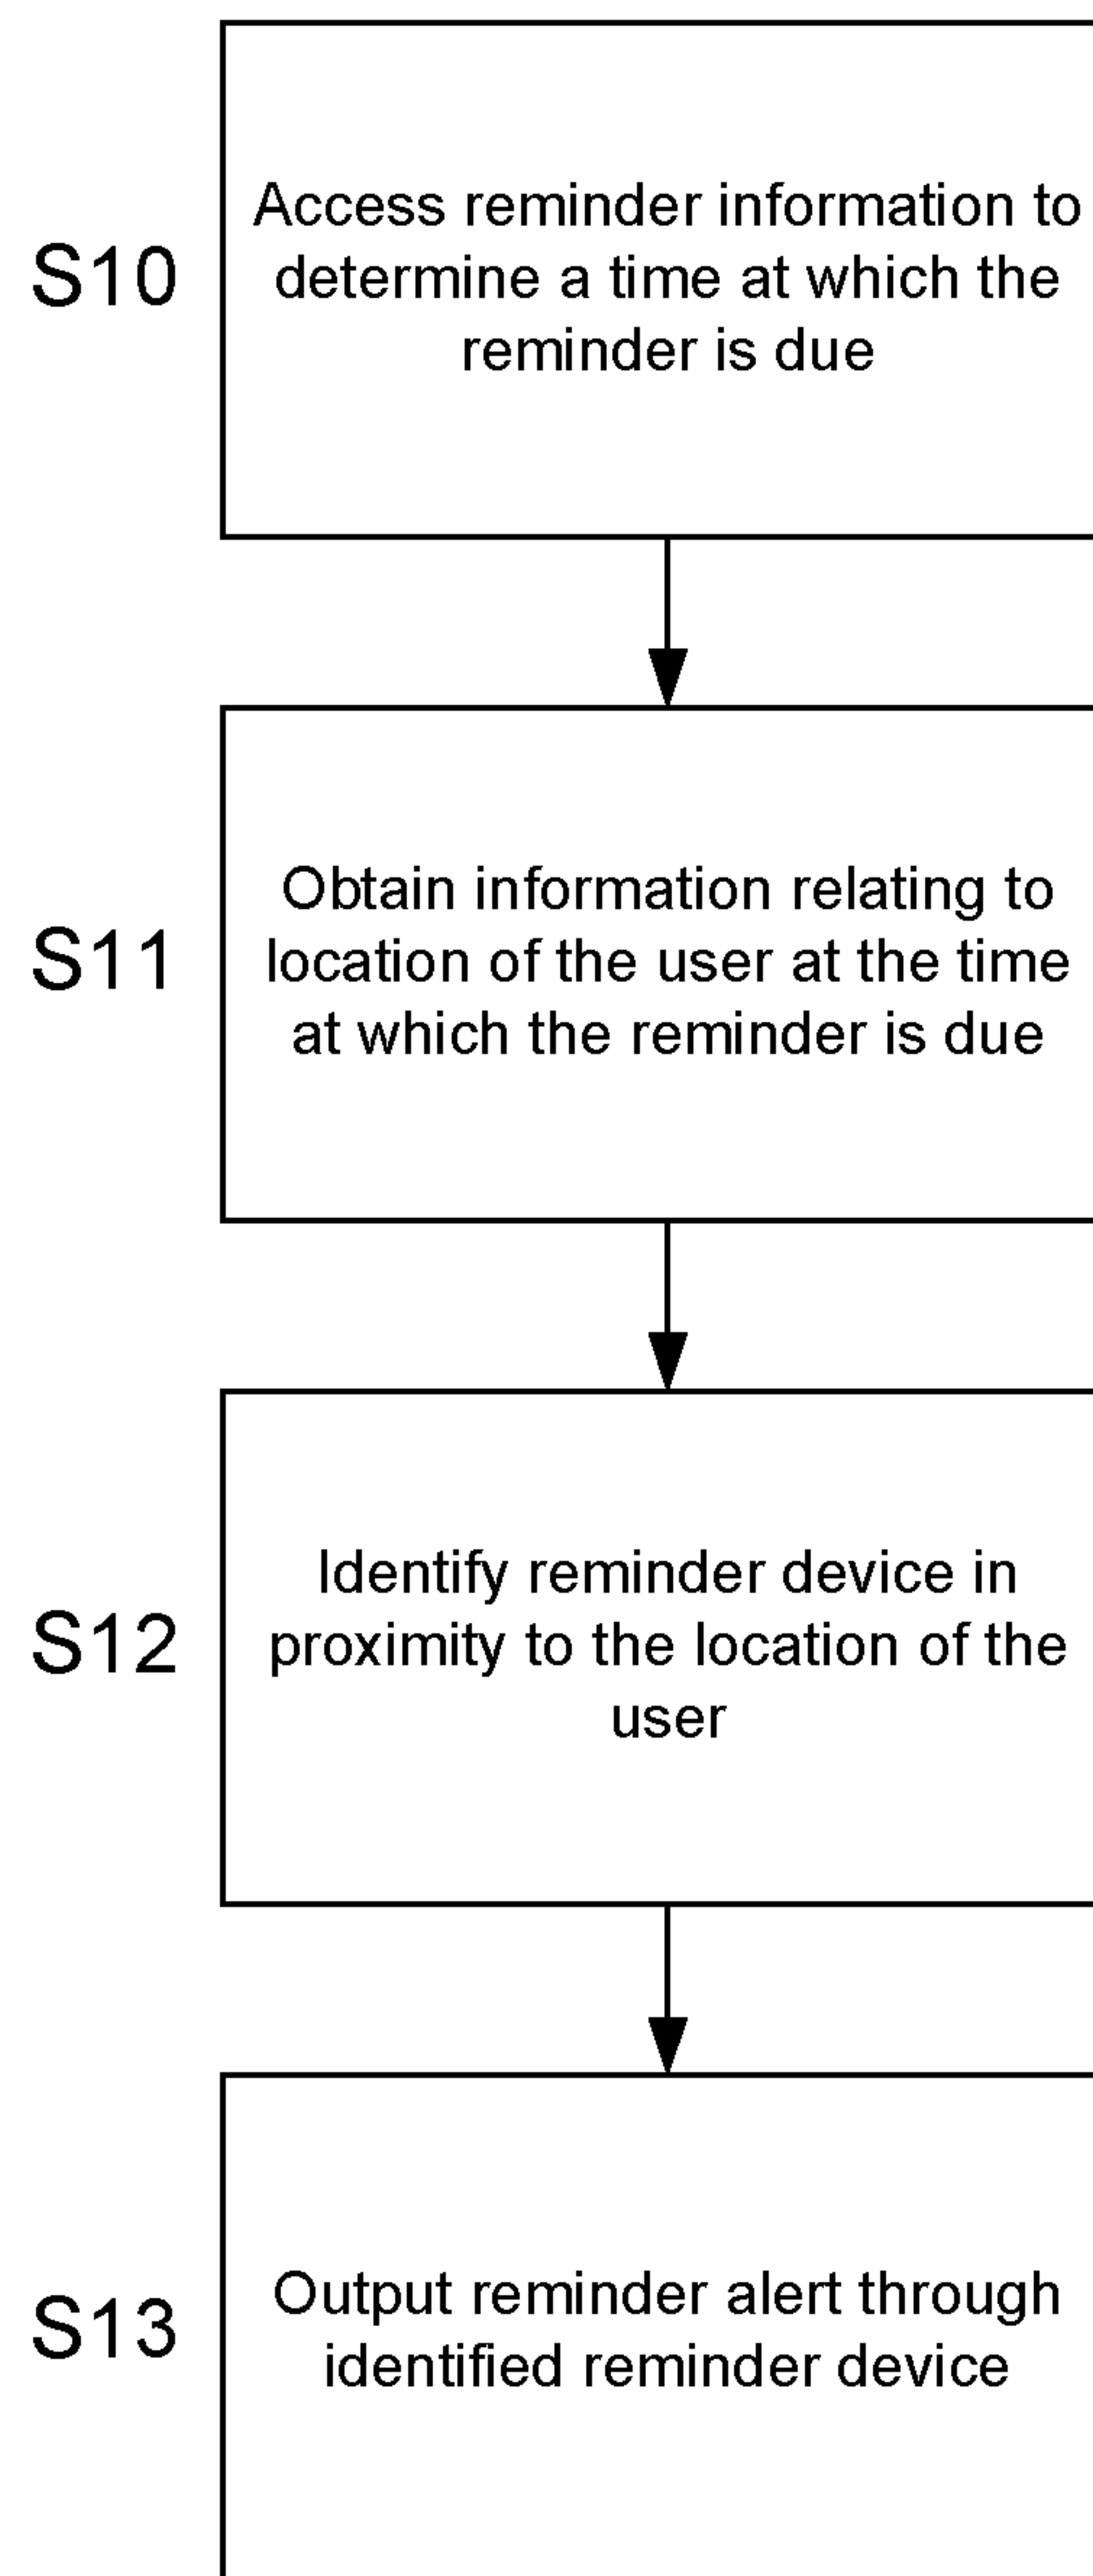 S10
Access reminder information to
determine a time at which the
reminder is due
S11
Obtain information relating to
location of the user at the time
at which the reminder is due
S12
Identify reminder device in
proximity to the location of the
user
S13
Output reminder alert through
identified reminder device